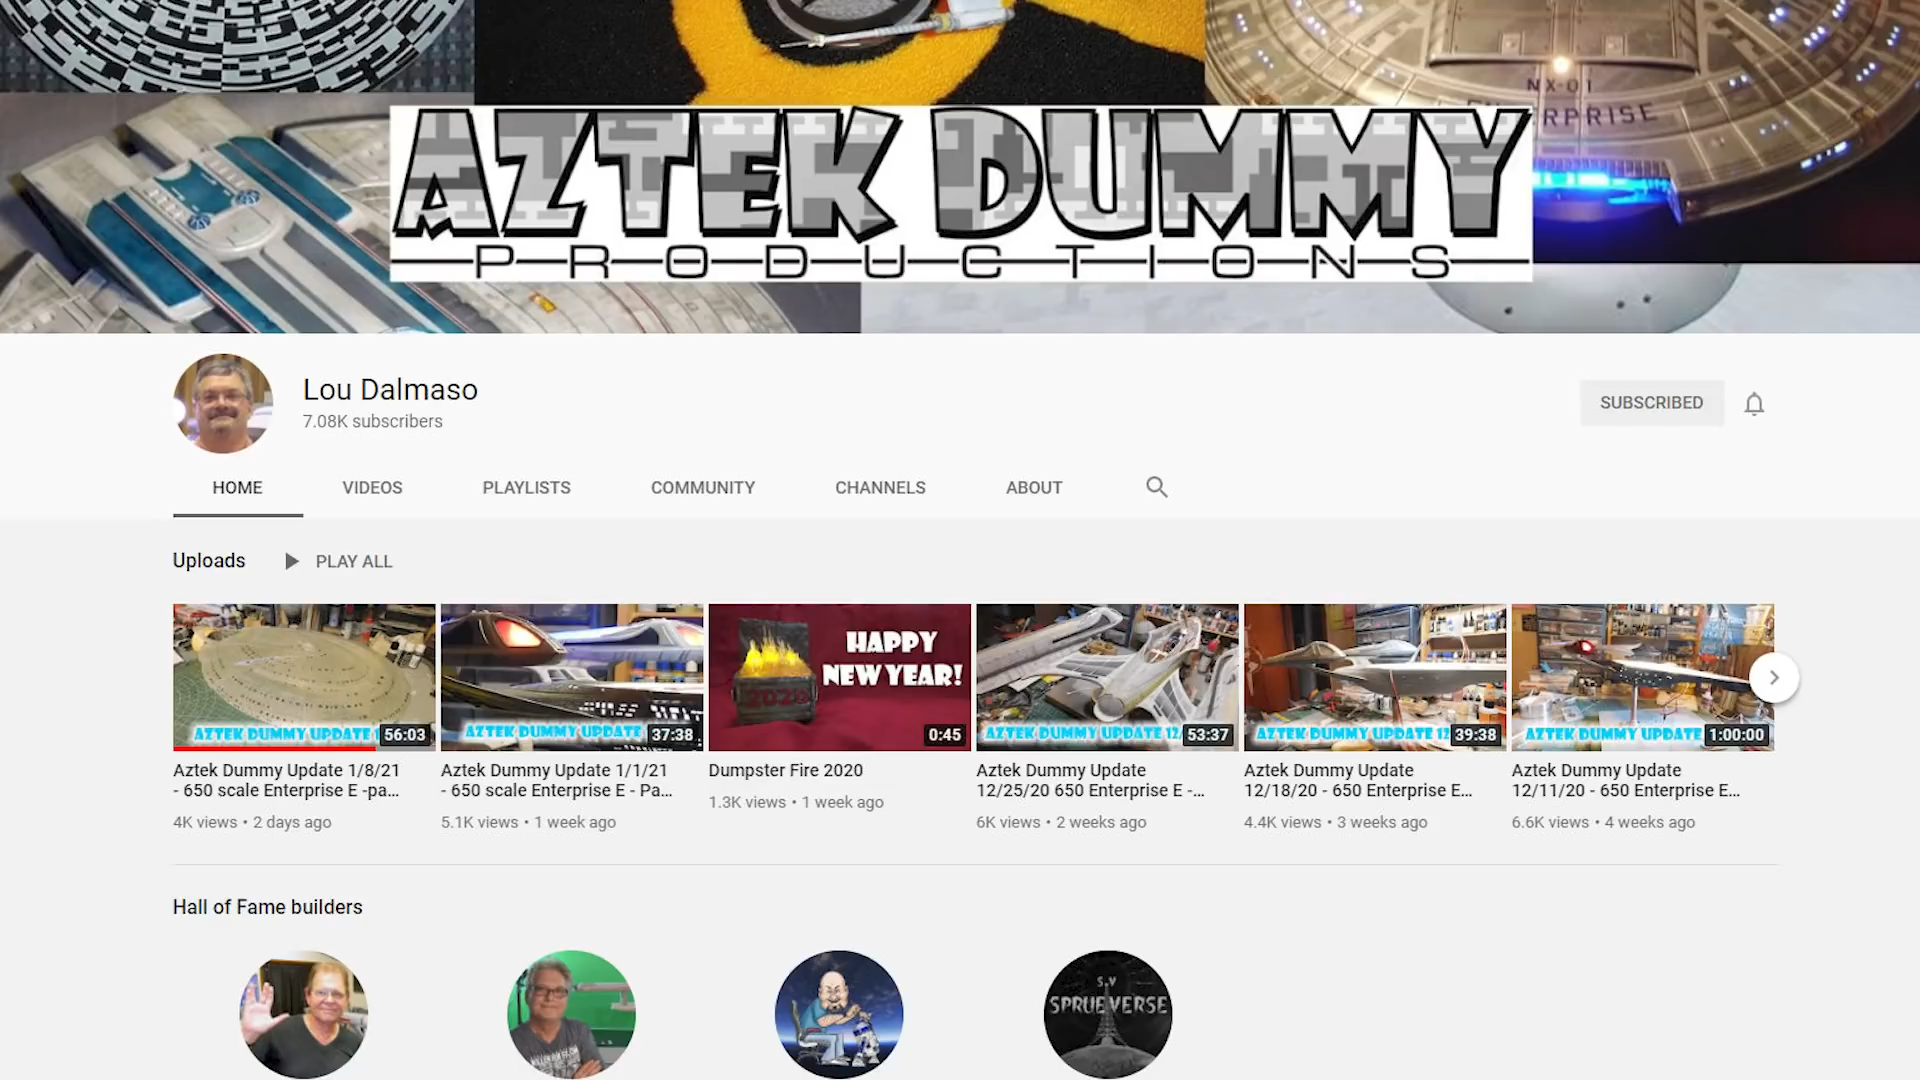 NX-01
RPRISE
AZTEK DUMMY
PRODUCTIONS
Lou Dalmaso
7.08K subscribers
SUBSCRIBED
HOME
VIDEOS
PLAYLISTS
COMMUNITY
CHANNELS
ABOUT
Uploads
PLAY ALL
AZTEK DUMMY UPDATE 1
56:03
AZTEK DUMMY UPDATE
37:38
HAPPY
NEW YEAR!
2020
0:45
AZTEK DUMMY UPDATE 12
53:37
AZTEK DUMMY UPDATE 12
39:38
AZTEK DUMMY UPDATE
1:00:00
Aztek Dummy Update 1/8/21
- 650 scale Enterprise E -pa...
4K views • 2 days ago
Aztek Dummy Update 1/1/21
- 650 scale Enterprise E - Pa...
5.1K views • 1 week ago
Dumpster Fire 2020
1.3K views • 1 week ago
Aztek Dummy Update
12/25/20 650 Enterprise E -...
6K views • 2 weeks ago
Aztek Dummy Update
12/18/20 - 650 Enterprise E...
4.4K views • 3 weeks ago
Aztek Dummy Update
12/11/20 - 650 Enterprise E...
6.6K views • 4 weeks ago
Hall of Fame builders
S.V
SPRUEVERSE